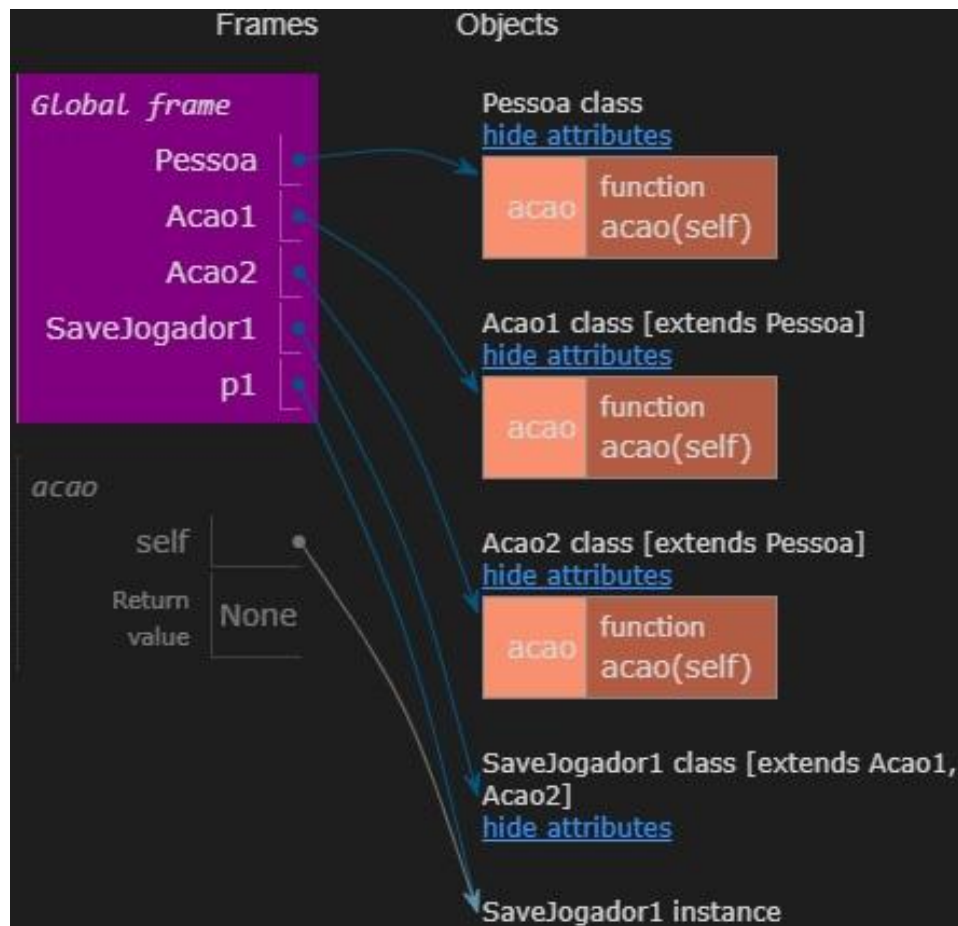 Frames Objects
Global frame
Pessoa
Acao1
Acao2
SaveJogador1
p1
acao
self
Return
value
None
Pessoa class
hide attributes
acao
function
acao(self)
Acao1 class [extends Pessoa]
hide attributes
acao
function
acao(self)
Acao2 class [extends Pessoa]
hide attributes
acao
function
acao(self)
SaveJogador1 class [extends Acao1,
Acao2]
hide attributes
SaveJogador1 instance